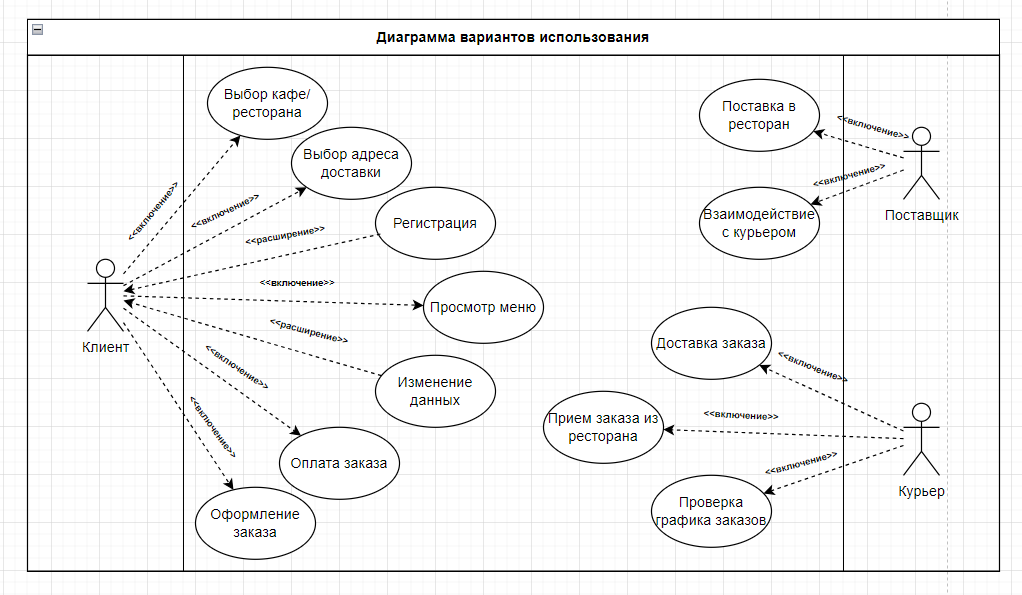 Диаграмма вариантов использования
Выбор кафе/
ресторана
Выбор адреса
доставки
Регистрация
Просмотр меню
Изменение
данных
Оплата заказа
Оформление
заказа
<<включение>>
<<включение>>
<<расширение>>
<<включение>>
<<расширение>>
<<включение>>
<<включение>>
Клиент
Поставка в
ресторан
Взаимодействие
с курьером
<<включение>>
<<включение>>
Поставщик
Доставка заказа
Прием заказа из
ресторана
Проверка
графика заказов
<<включение>>
<<включение>>
<<включение>>
Курьер